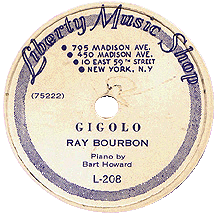 Liberty Music Shop
• 795 MADISON AVE.
• 450 MADISON AVE.
• 10 EAST 59TH STREET
• NEW YORK, N.Y
(75222)
GIGOLO
RAY BOURBON
Piano by
Bart Howard
L-208